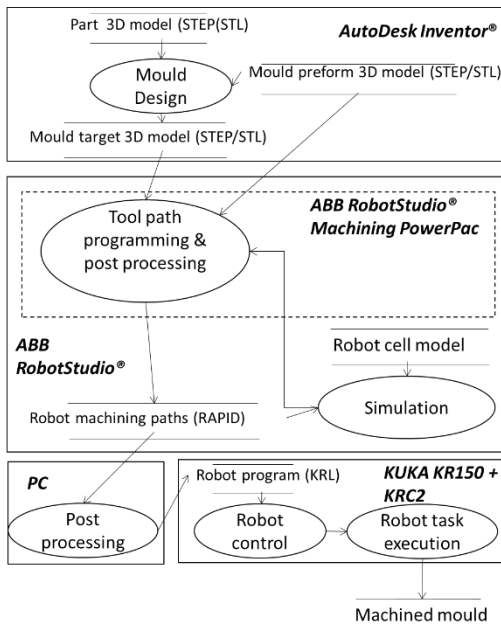 Part 3D model (STEP(STL)
AutoDesk Inventor®
Mould
Design
Mould preform 3D model (STEP/STL)
Mould target 3D model (STEP/STL)
ABB RobotStudio®
Machining PowerPac
Tool path
programming &
post processing
ABB
RobotStudio®
Robot cell model
Simulation
Robot machining paths (RAPID)
PC
Post
processing
Robot program (KRL)
KUKA KR150 +
KRC2
Robot
control
Robot task
execution
Machined mould